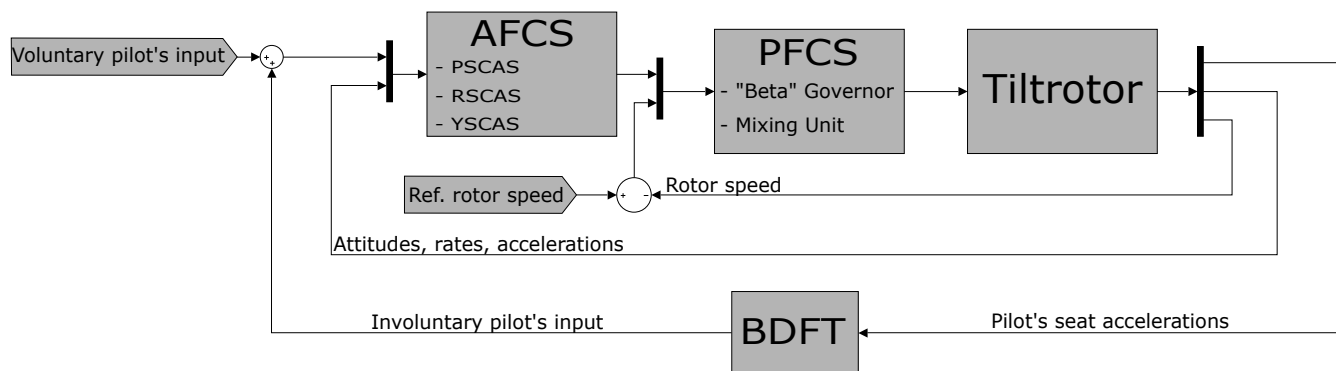 Voluntary pilot's input
+
+
AFCS
- PSCAS
- RSCAS
- YSCAS
PFCS
- "Beta" Governor
- Mixing Unit
Tiltrotor
Ref. rotor speed
+
-
Rotor speed
Attitudes, rates, accelerations
Involuntary pilot's input
BDFT
Pilot's seat accelerations